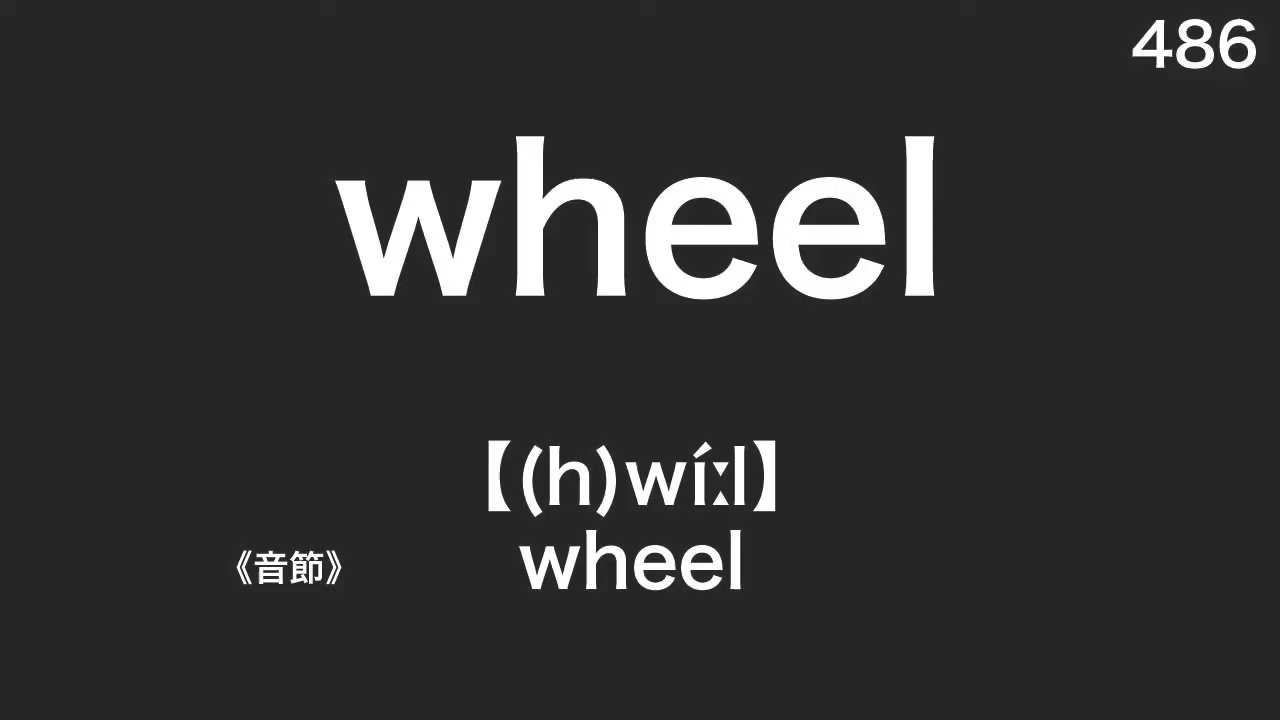 486
wheel
【(h)wíːl】
《音節》 wheel